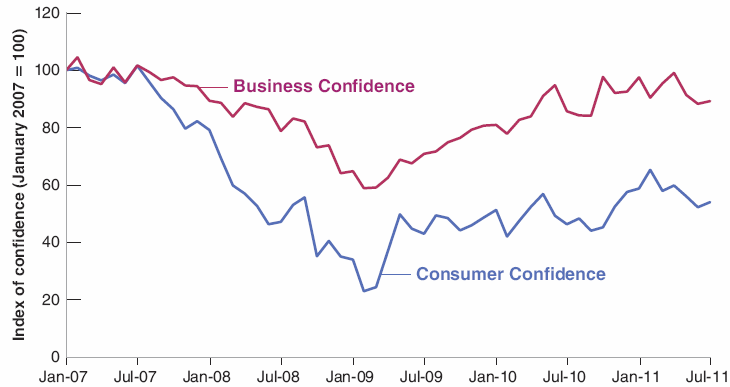 Index of confidence (January 2007 = 100)
120
100
80
60
40
20
0
Business Confidence
Consumer Confidence
Jan-07 Jul-07 Jan-08 Jul-08 Jan-09 Jul-09 Jan-10 Jul-10 Jan-11 Jul-11